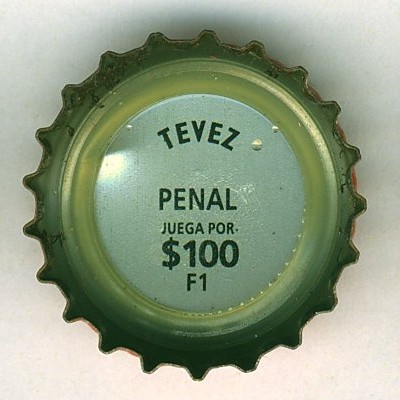 TEVEZ
PENAL
JUEGA POR.
$100
F1